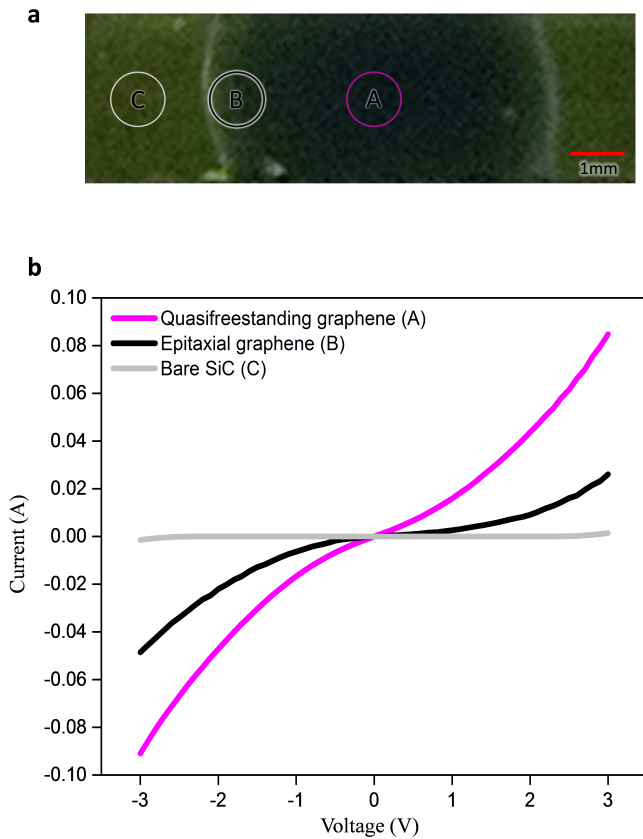 a
C
B
A
1mm
b
Quasifreestanding graphene (A)
Epitaxial graphene (B)
Bare SiC (C)
0.10
0.08
0.06
0.04
0.02
0.00
-0.02
-0.04
-0.06
-0.08
-0.10
Current (A)
-3 -2 -1 0 1 2 3
Voltage (V)